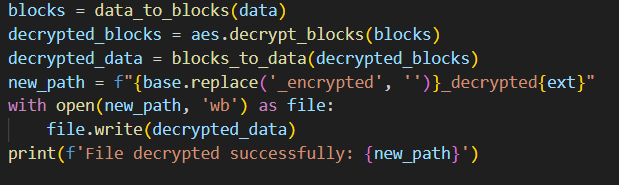 blocks = data_to_blocks(data)
decrypted_blocks = aes.decrypt_blocks(blocks)
decrypted_data = blocks_to_data(decrypted_blocks)
new_path = f"{base.replace('_encrypted', '')}_decrypted{ext}"
with open(new_path, 'wb') as file:
    file.write(decrypted_data)
print(f'File decrypted successfully: {new_path}')